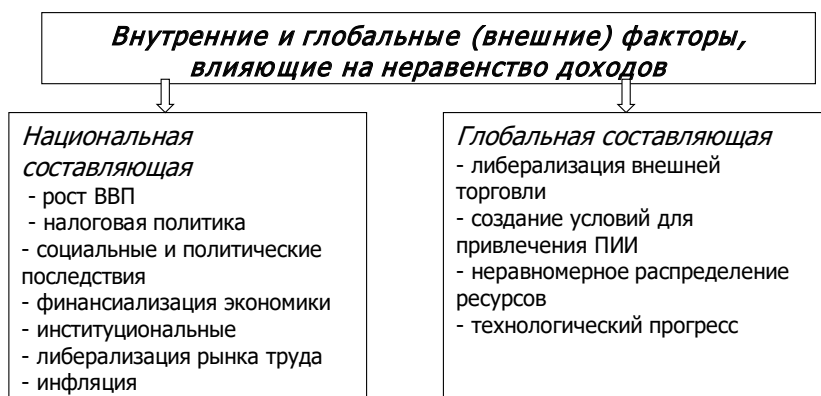 Внутренние и глобальные (внешние) факторы,
влияющие на неравенство доходов
Национальная
составляющая
- рост ВВП
- налоговая политика
- социальные и политические
последствия
- финансиализация экономики
- институциональные
- либерализация рынка труда
- инфляция
Глобальная составляющая
- либерализация внешней
торговли
- создание условий для
привлечения ПИИ
- неравномерное распределение
ресурсов
- технологический прогресс